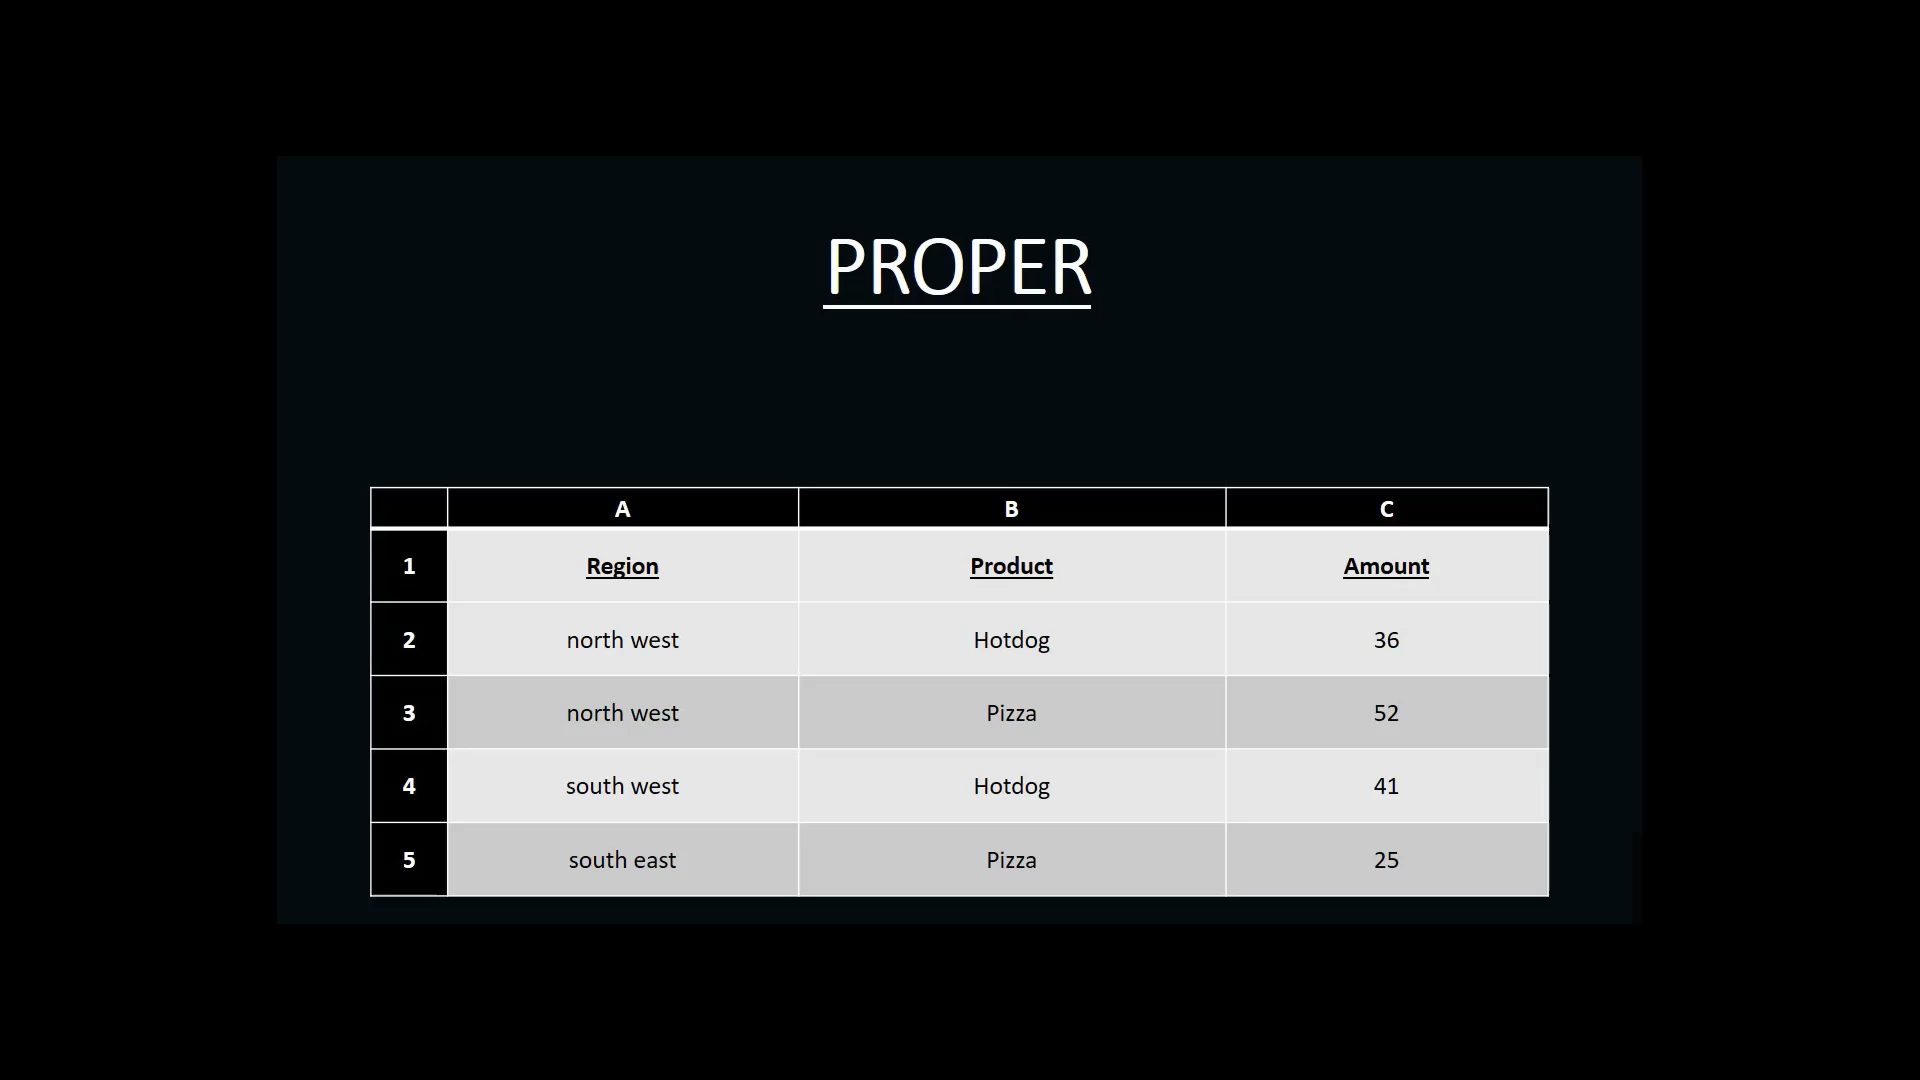 PROPER
A B C
1 Region Product Amount
2 north west Hotdog 36
3 north west Pizza 52
4 south west Hotdog 41
5 south east Pizza 25